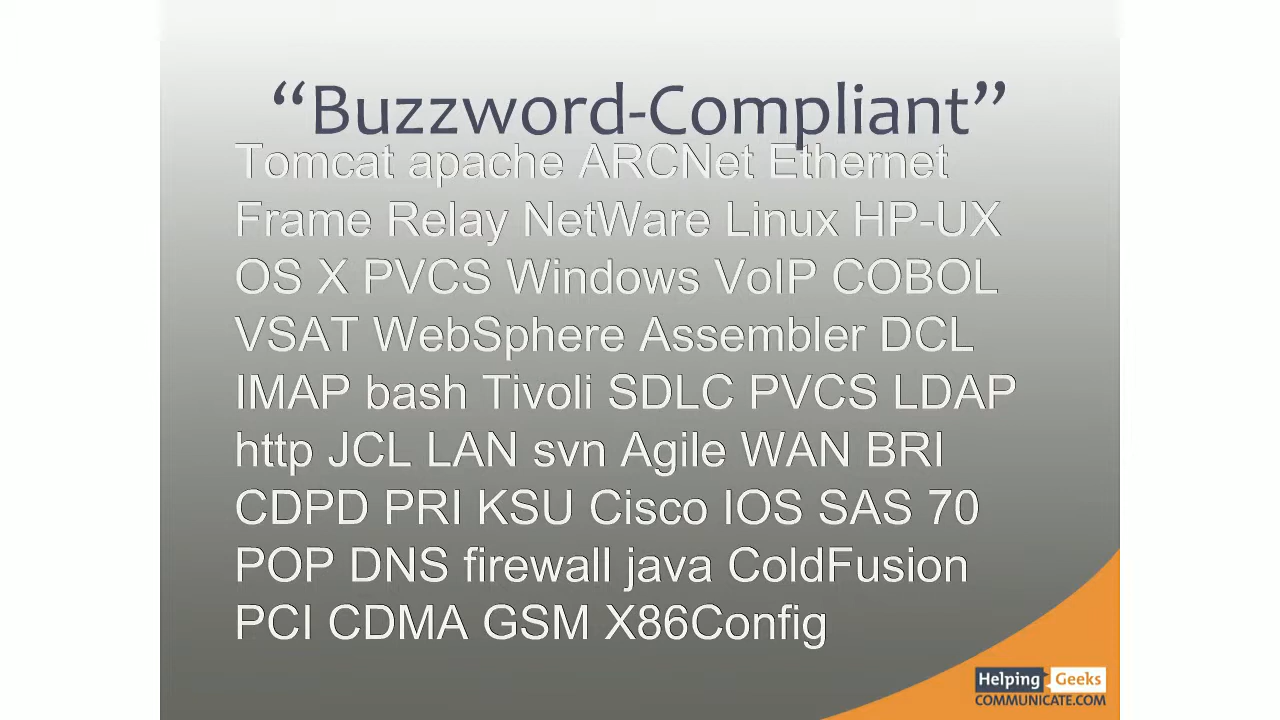 “Buzzword-Compliant”
Tomcat apache ARCNet Ethernet
Frame Relay NetWare Linux HP-UX
OS X PVCS Windows VoIP COBOL
VSAT WebSphere Assembler DCL
IMAP bash Tivoli SDLC PVCS LDAP
http JCL LAN svn Agile WAN BRI
CDPD PRI KSU Cisco IOS SAS 70
POP DNS firewall java ColdFusion
PCI CDMA GSM X86Config
Helping Geeks
COMMUNICATE.COM